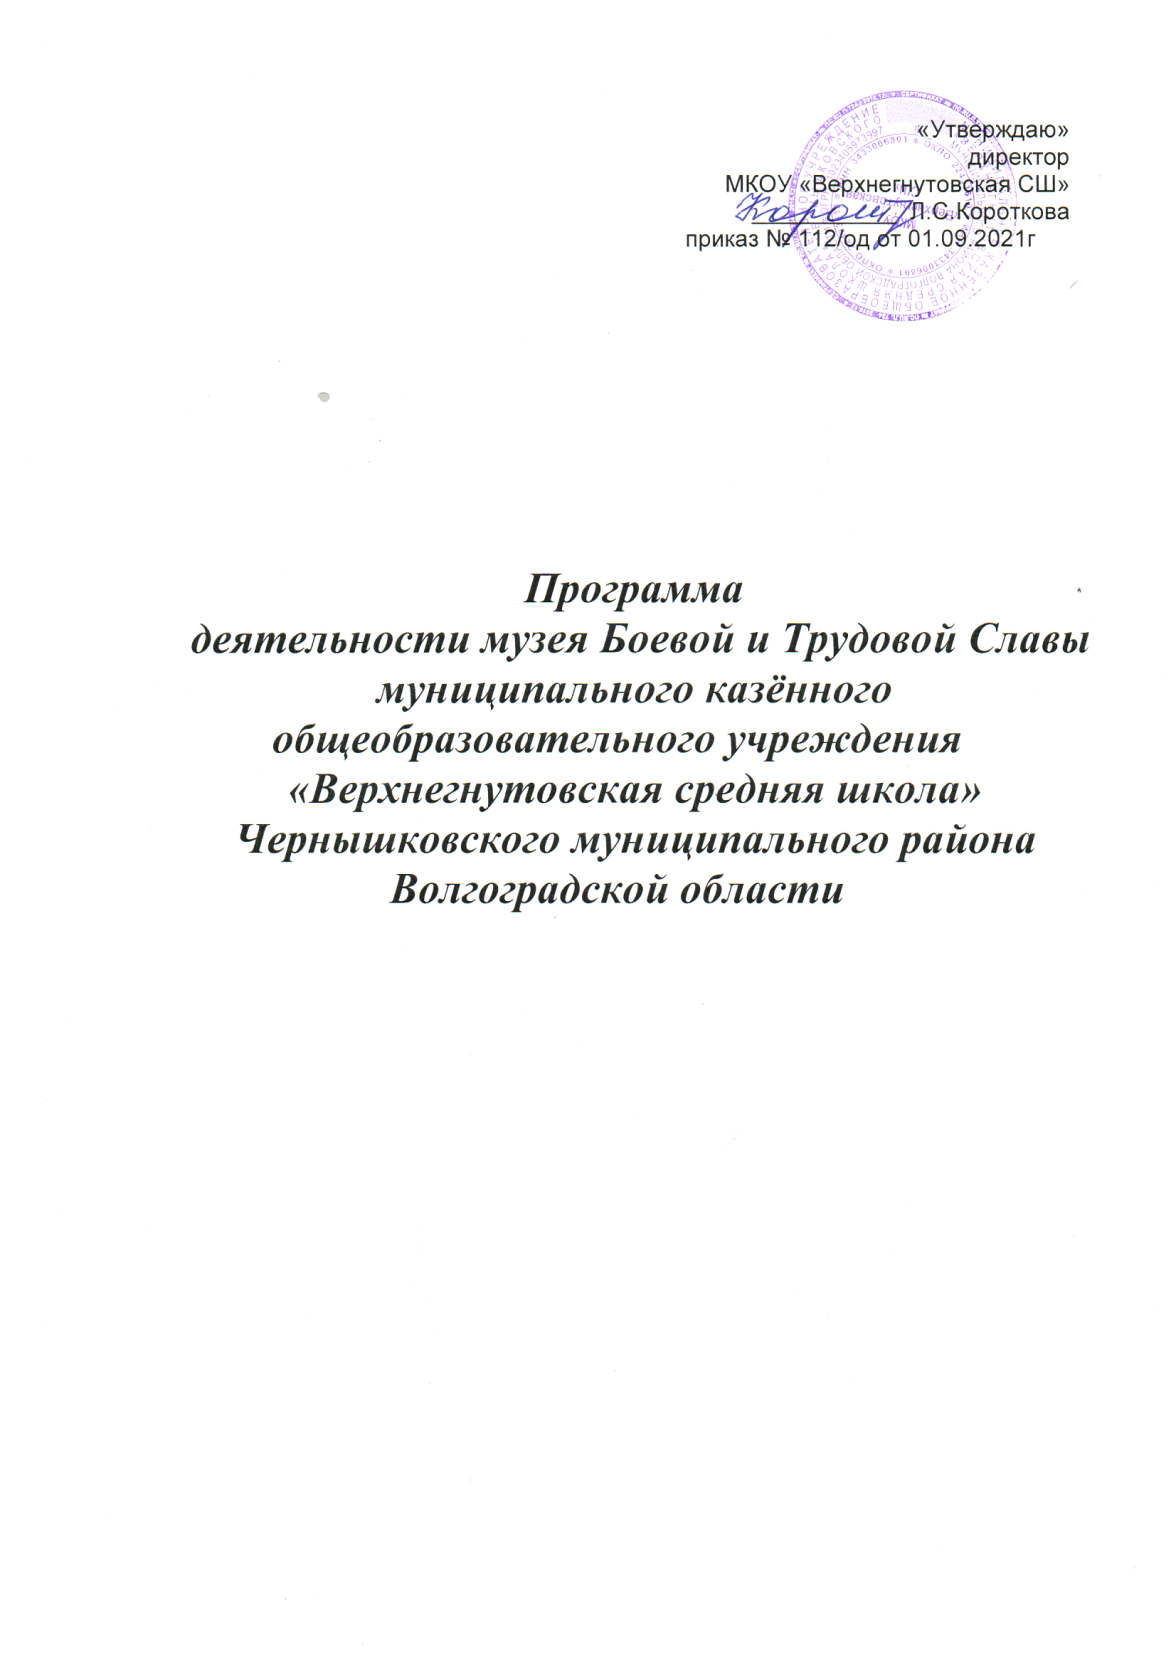 «Утверждаю»
директор
МКОУ «Верхнегнутовская СШ»
Л.С.Короткова
приказ № 112/од от 01.09.2021г
Программа
деятельности музея Боевой и Трудовой Славы
муниципального казённого
общеобразовательного учреждения
«Верхнегнутовская средняя школа»
Чернышковского муниципального района
Волгоградской области